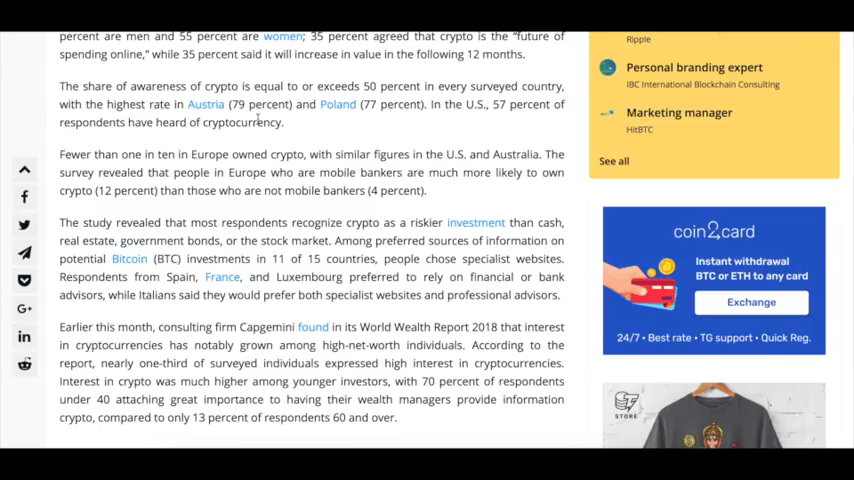 percent are men and 55 percent are women; 35 percent agreed that crypto is the "future of
spending online," while 35 percent said it will increase in value in the following 12 months.
The share of awareness of crypto is equal to or exceeds 50 percent in every surveyed country,
with the highest rate in Austria (79 percent) and Poland (77 percent). In the U.S., 57 percent of
respondents have heard of cryptocurrency.
Fewer than one in ten in Europe owned crypto, with similar figures in the U.S. and Australia. The
survey revealed that people in Europe who are mobile bankers are much more likely to own
crypto (12 percent) than those who are not mobile bankers (4 percent).
The study revealed that most respondents recognize crypto as a riskier investment than cash,
real estate, government bonds, or the stock market. Among preferred sources of information on
potential Bitcoin (BTC) investments in 11 of 15 countries, people chose specialist websites.
Respondents from Spain, France, and Luxembourg preferred to rely on financial or bank
advisors, while Italians said they would prefer both specialist websites and professional advisors.
Earlier this month, consulting firm Capgemini found in its World Wealth Report 2018 that interest
in cryptocurrencies has notably grown among high-net-worth individuals. According to the
report, nearly one-third of surveyed individuals expressed high interest in cryptocurrencies.
Interest in crypto was much higher among younger investors, with 70 percent of respondents
under 40 attaching great importance to having their wealth managers provide information
crypto, compared to only 13 percent of respondents 60 and over.
Ripple
Personal branding expert
IBC International Blockchain Consulting
Marketing manager
HitBTC
See all
coin2card
Instant withdrawal
BTC or ETH to any card
Exchange
24/7 • Best rate • TG support • Quick Reg.
STORE